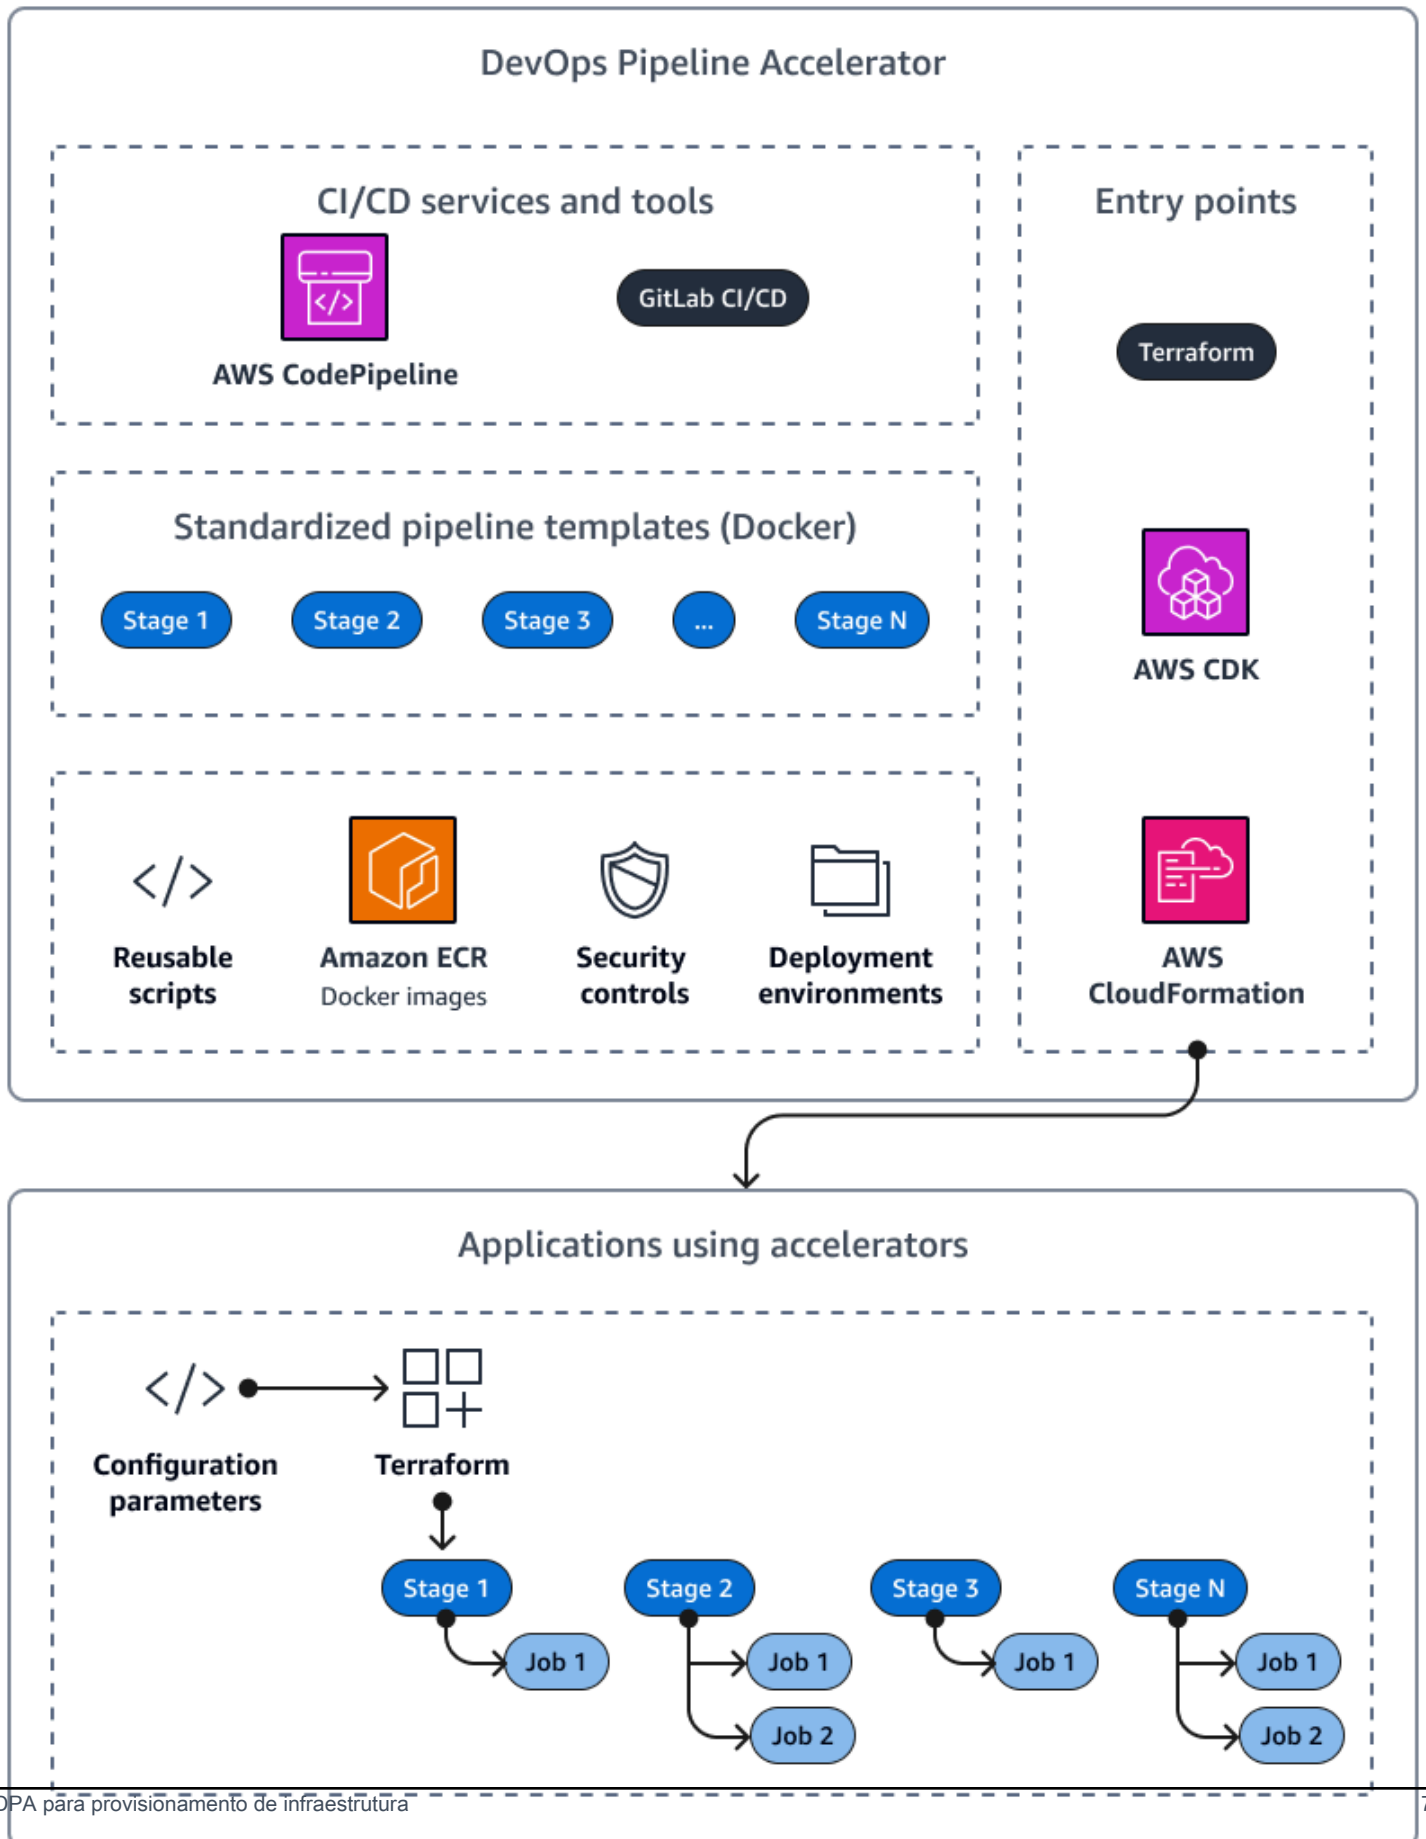 DevOps Pipeline Accelerator
CI/CD services and tools
</>
AWS CodePipeline
GitLab CI/CD
Entry points
Terraform
AWS CDK
AWS
CloudFormation
Standardized pipeline templates (Docker)
Stage 1
Stage 2
Stage 3
...
Stage N
</>
Reusable
scripts
Amazon ECR
Docker images
Security
controls
Deployment
environments
Applications using accelerators
</>
Configuration
parameters
Terraform
Stage 1
Job 1
Stage 2
Job 1
Job 2
Stage 3
Job 1
Stage N
Job 1
Job 2
DPA para provisionamento de infraestrutura
7